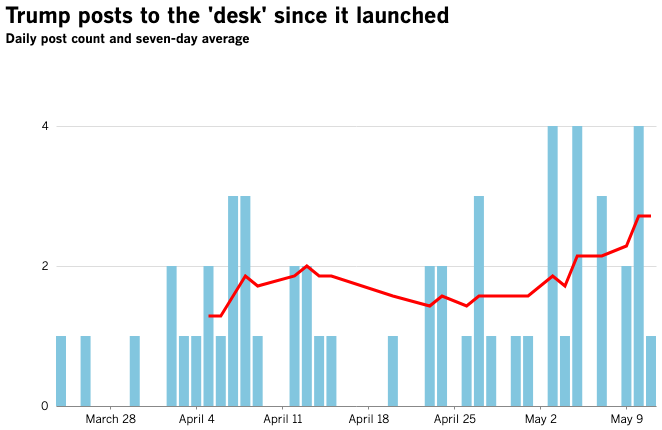 Trump posts to the 'desk' since it launched
Daily post count and seven-day average
4
2
0
March 28 April 4 April 11 April 18 April 25 May 2 May 9